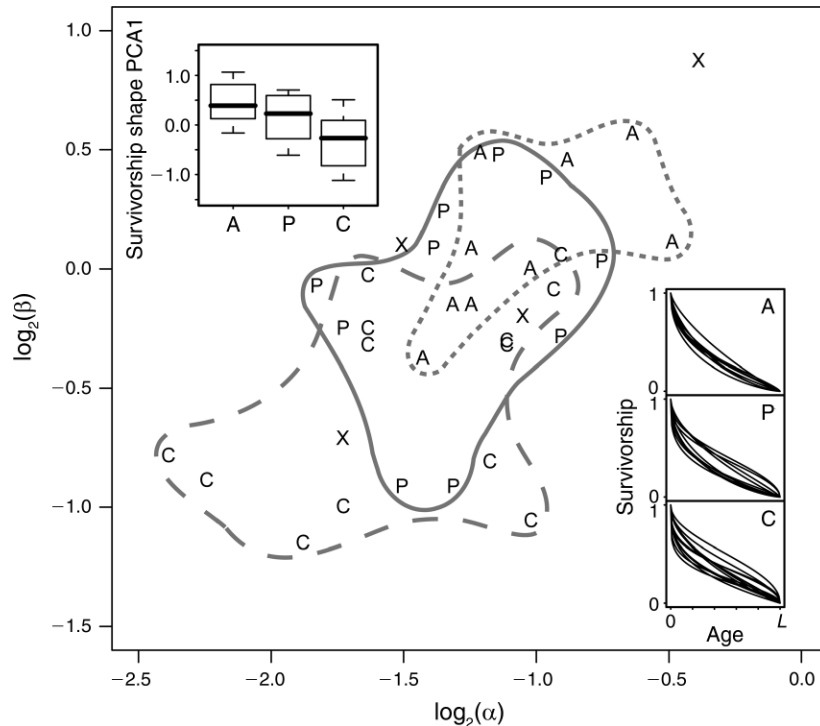 1.0
0.5
0.0
−0.5
−1.0
−1.5
log2(β)
−2.5 −2.0 −1.5 −1.0 −0.5 0.0
log2(α)
Survivorship shape PCA1
1.0
0.0
−1.0
A P C
X
A
A P A
P
P
X P A C A
P C A P
P C
A A X
P C P
C C
C A
P
X
C C
C P P
C
C C
Survivorship
1
A
0
1
P
0
1
C
0
0 L
Age